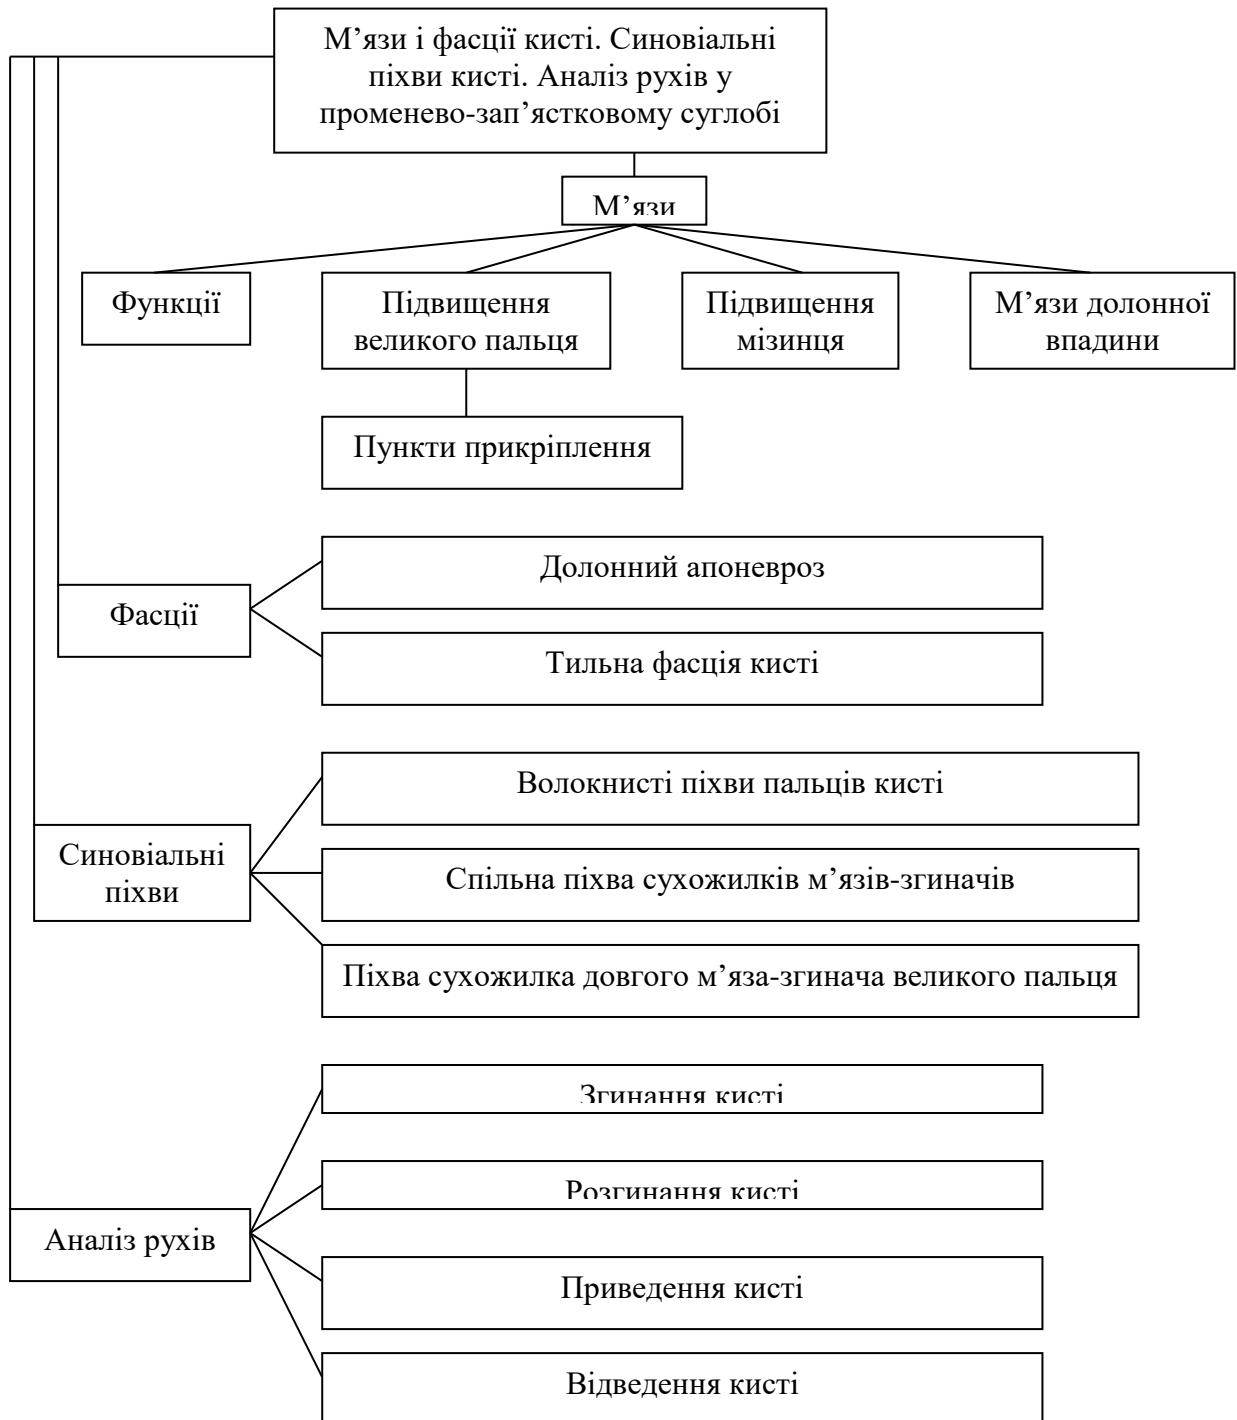 М’язи і фасції кисті. Синовіальні
піхви кисті. Аналіз рухів у
променево-зап’ястковому суглобі
М’язи
Функції
Підвищення
великого пальця
Підвищення
мізинця
М’язи долонної
впадини
Пункти прикріплення
Долонний апоневроз
Фасції
Тильна фасція кисті
Волокнисті піхви пальців кисті
Синовіальні
піхви
Спільна піхва сухожилків м’язів-згиначів
Піхва сухожилка довгого м’яза-згинача великого пальця
Згинання кисті
Розгинання кисті
Аналіз рухів
Приведення кисті
Відведення кисті